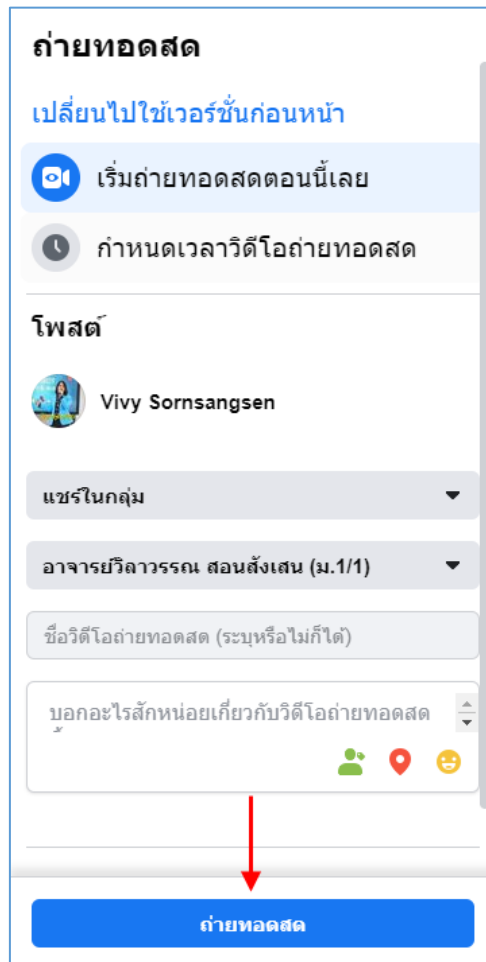 ถ่ายทอดสด
เปลี่ยนไปใช้เวอร์ชั่นก่อนหน้า
เริ่มถ่ายทอดสดตอนนี้เลย
กำหนดเวลาวิดีโอถ่ายทอดสด
โพสต์
Vivy Sornsangsen
แชร์ในกลุ่ม
อาจารย์วิลาวรรณ สอนสังเสน (ม.1/1)
ชื่อวิดีโอถ่ายทอดสด (ระบุหรือไม่ก็ได้)
บอกอะไรสักหน่อยเกี่ยวกับวิดีโอถ่ายทอดสด
ถ่ายทอดสด